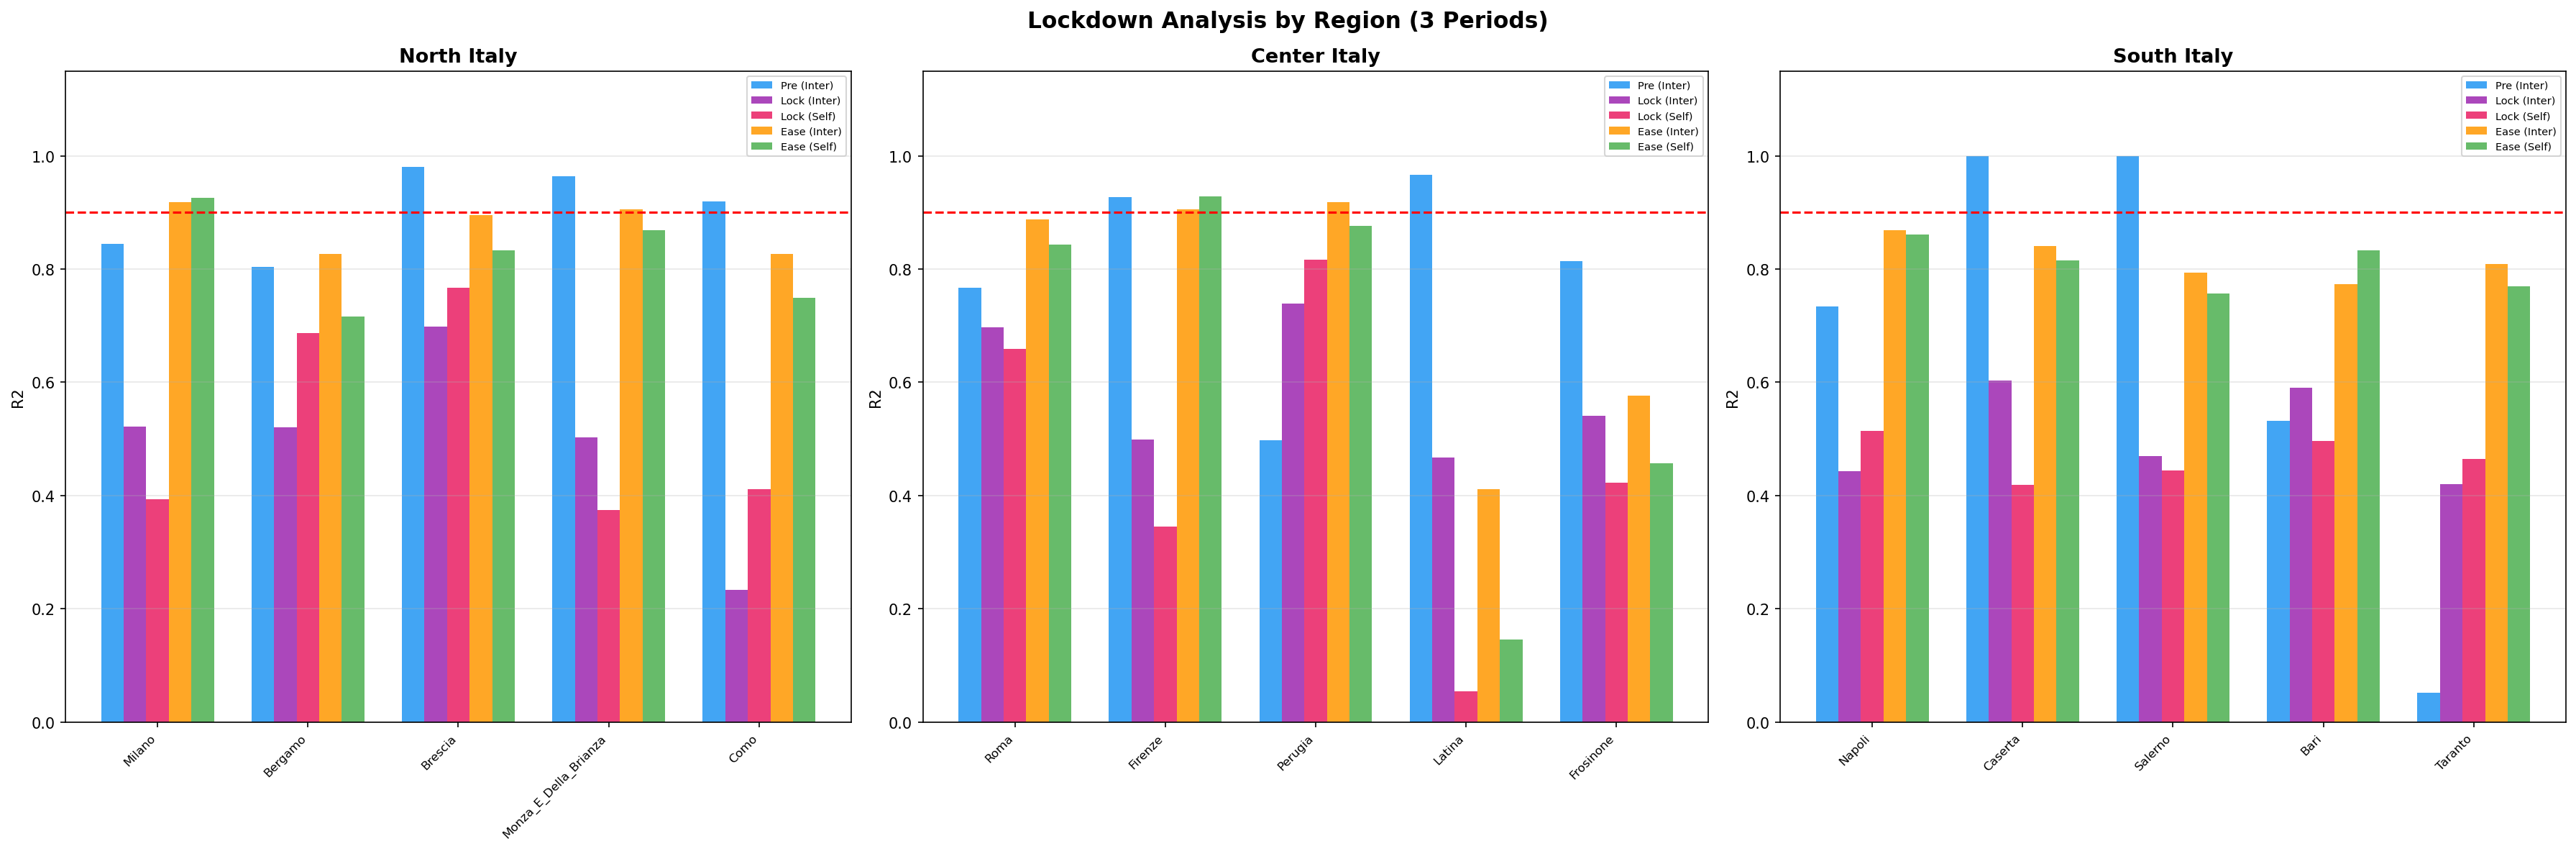 Lockdown Analysis by Region (3 Periods)
North Italy
R2
1.0
0.8
0.6
0.4
0.2
0.0
Pre (Inter)
Lock (Inter)
Lock (Self)
Ease (Inter)
Ease (Self)
Milano
Bergamo
Brescia
Monza_E_Della_Brianza
Como
Center Italy
R2
1.0
0.8
0.6
0.4
0.2
0.0
Pre (Inter)
Lock (Inter)
Lock (Self)
Ease (Inter)
Ease (Self)
Roma
Firenze
Perugia
Latina
Frosinone
South Italy
R2
1.0
0.8
0.6
0.4
0.2
0.0
Pre (Inter)
Lock (Inter)
Lock (Self)
Ease (Inter)
Ease (Self)
Napoli
Caserta
Salerno
Bari
Taranto